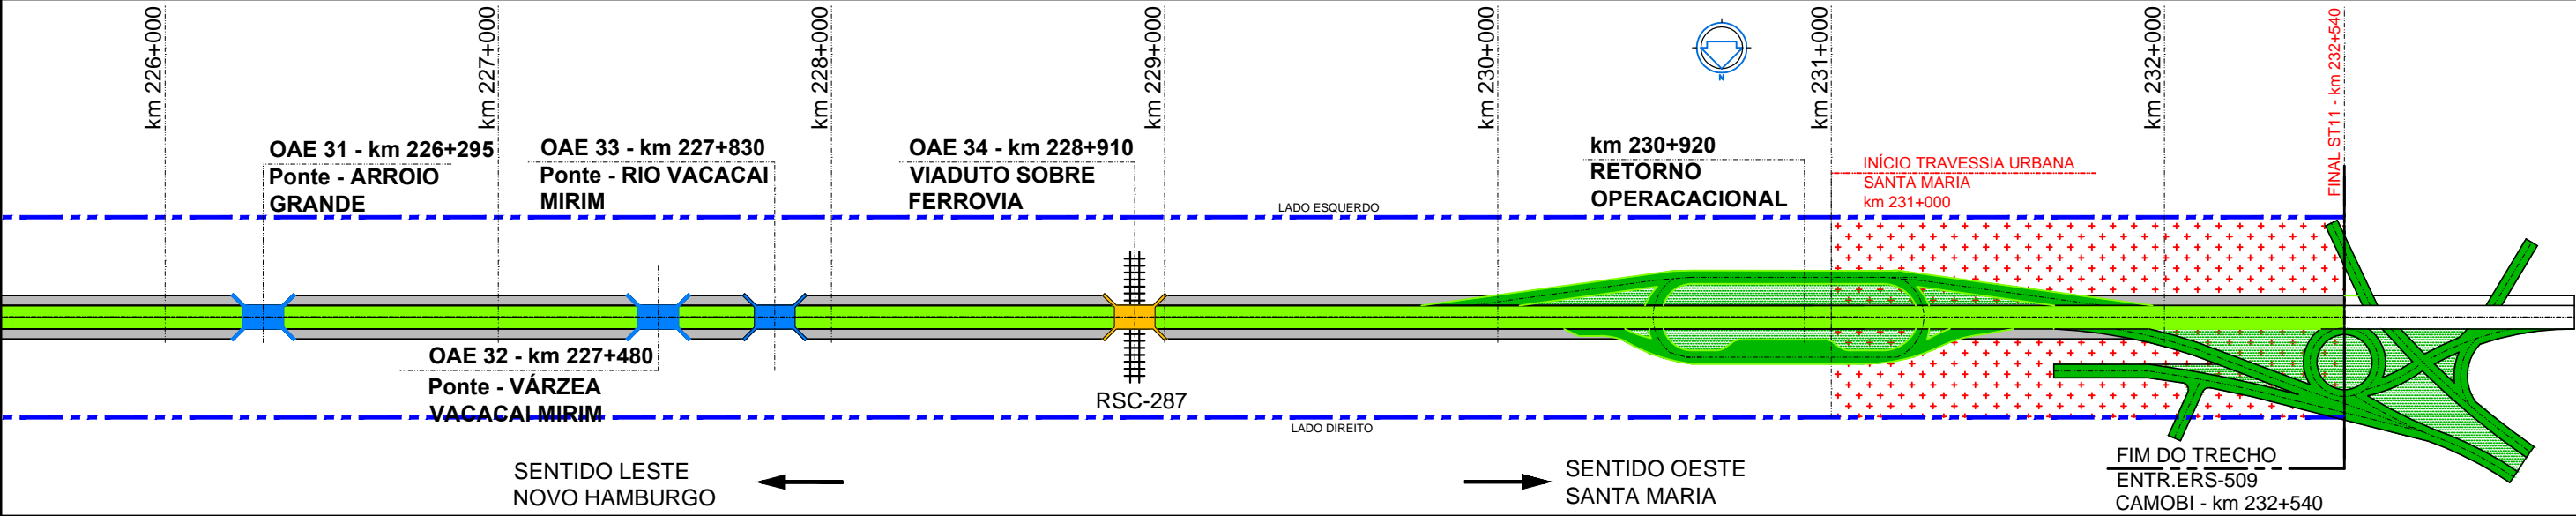 km 226+000
km 227+000
km 228+000
km 229+000
km 230+000
km 231+000
km 232+000
FINAL ST11 - km 232+540
N
OAE 31 - km 226+295
Ponte - ARROIO
GRANDE
OAE 33 - km 227+830
Ponte - RIO VACACAI
MIRIM
OAE 34 - km 228+910
VIADUTO SOBRE
FERROVIA
km 230+920
RETORNO
OPERACACIONAL
INÍCIO TRAVESSIA URBANA
SANTA MARIA
km 231+000
LADO ESQUERDO
OAE 32 - km 227+480
Ponte - VÁRZEA
VACACAI MIRIM
RSC-287
LADO DIREITO
SENTIDO LESTE
NOVO HAMBURGO
SENTIDO OESTE
SANTA MARIA
FIM DO TRECHO
ENTR.ERS-509
CAMOBI - km 232+540